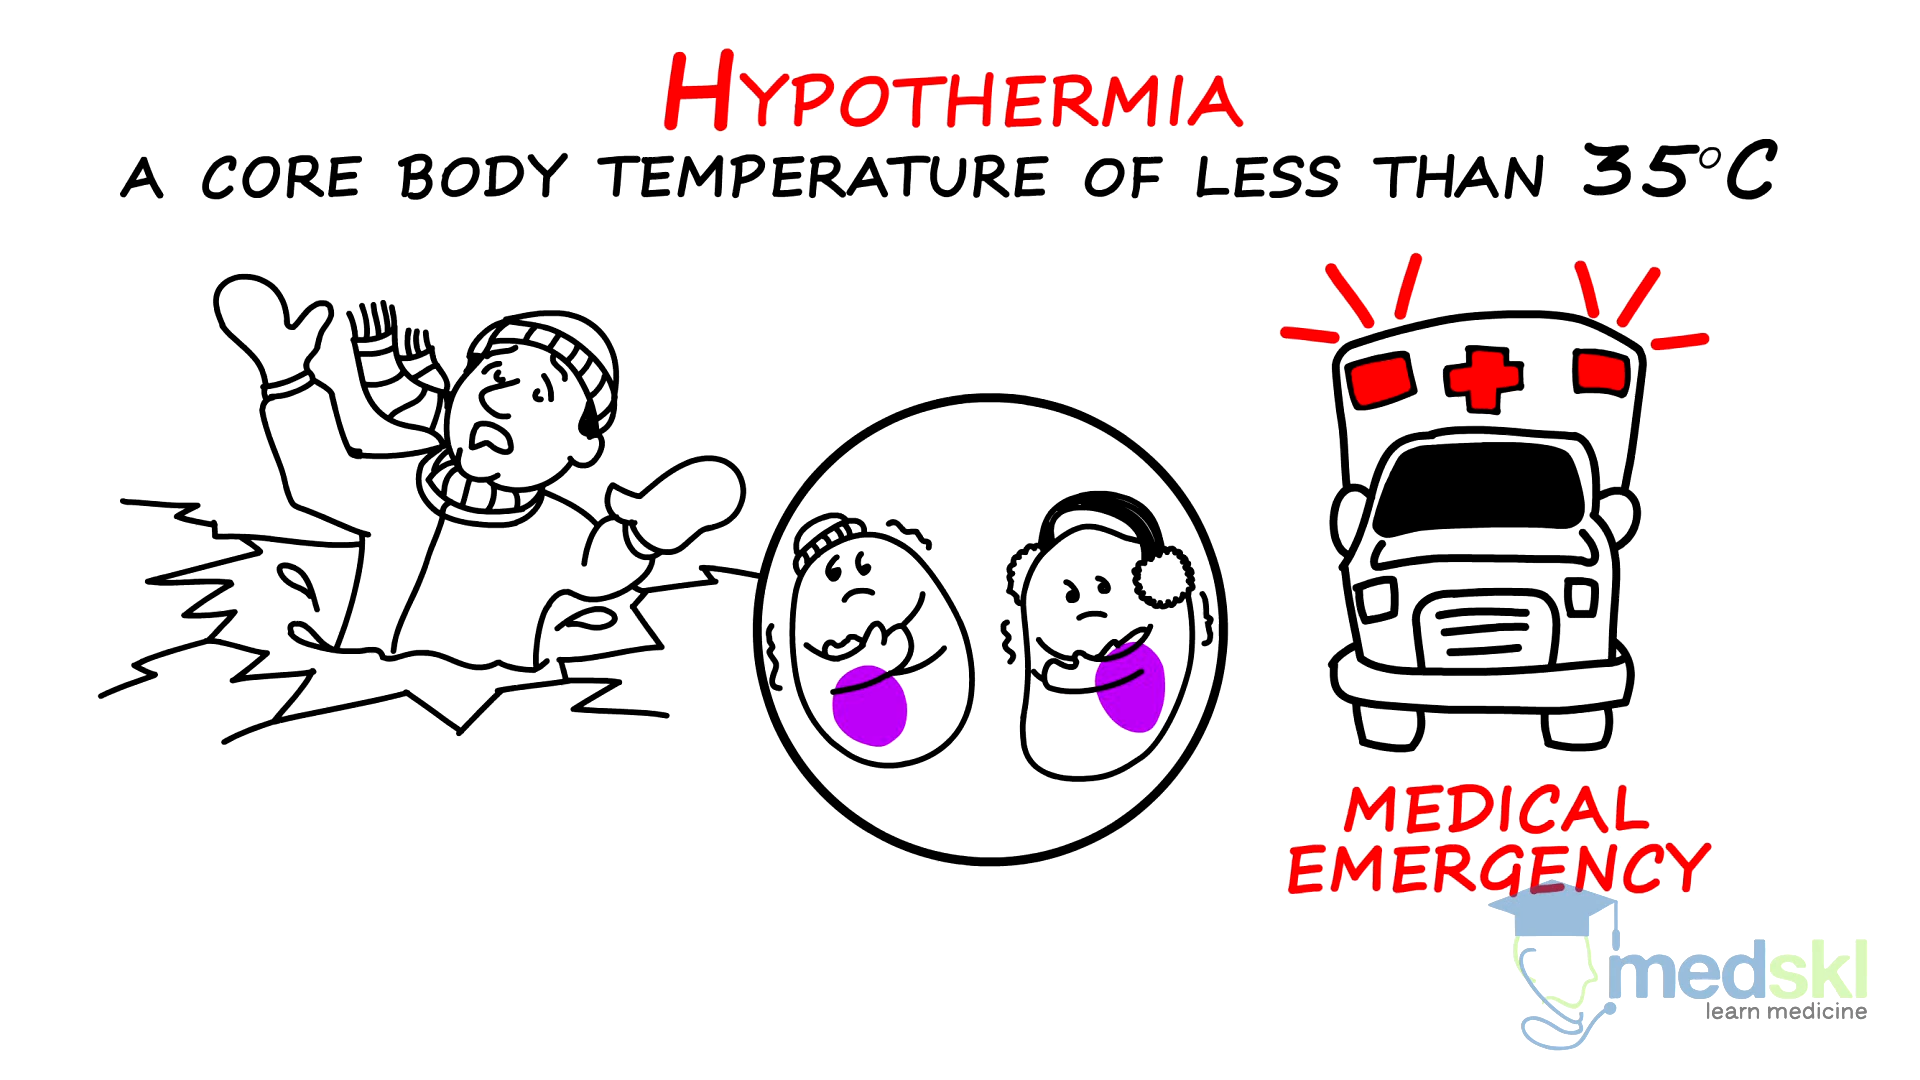 HYPOTHERMIA
A CORE BODY TEMPERATURE OF LESS THAN 35°C
MEDICAL
EMERGENCY
medskl
learn medicine